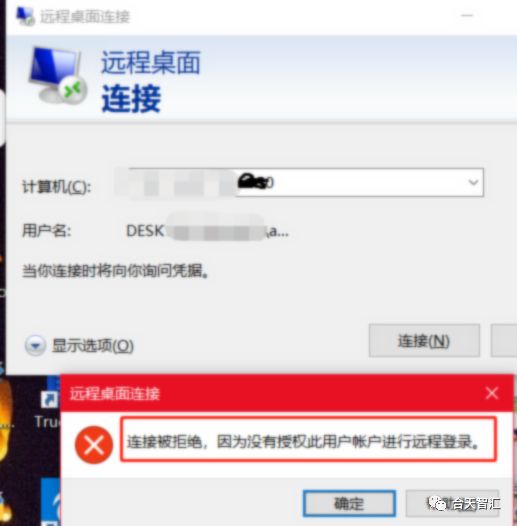 远程桌面连接
远程桌面
连接
计算机(C):
0
用户名:
DESK
\a...
当你连接时将向你询问凭据。
显示选项(O)
连接(N)
远程桌面连接
Tru
连接被拒绝，因为没有授权此用户帐户进行远程登录。
确定
合天智汇